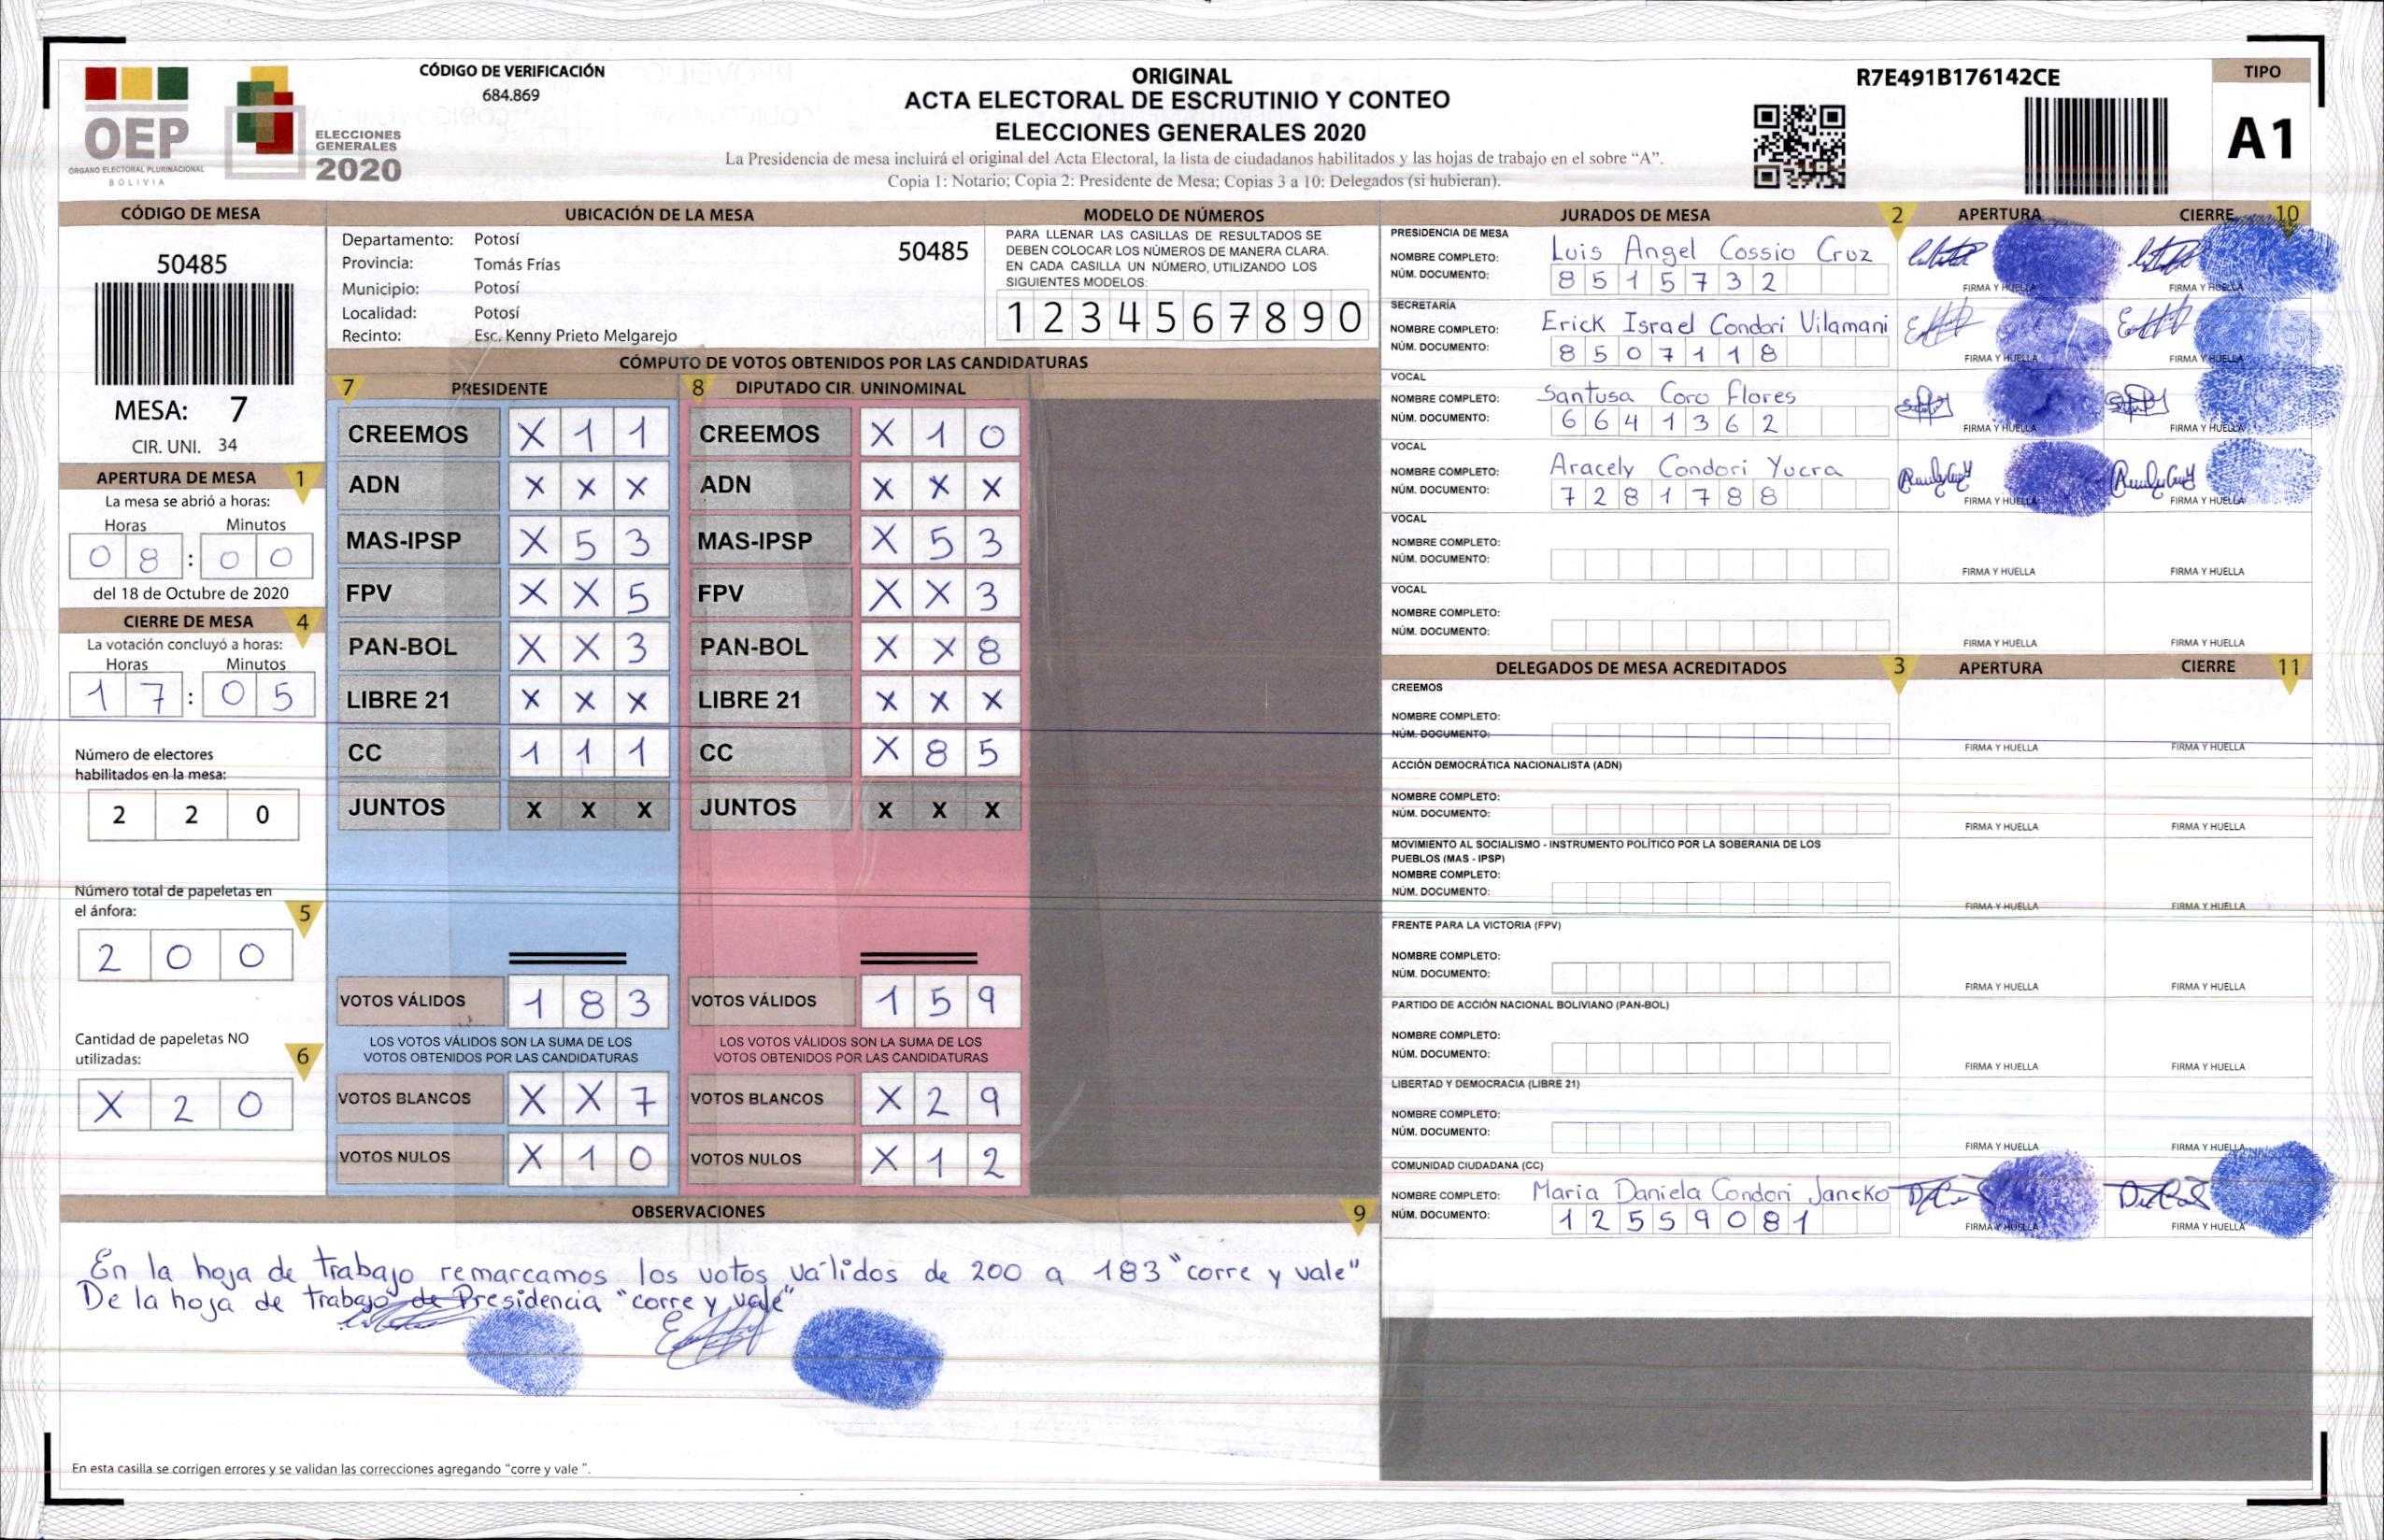 OEP
ÓRGANO ELECTORAL PLURINACIONAL
BOLIVIA
ELECCIONES
GENERALES
2020
CÓDIGO DE VERIFICACIÓN
684.869
ORIGINAL
ACTA ELECTORAL DE ESCRUTINIO Y CONTEO
ELECCIONES GENERALES 2020
La Presidencia de mesa incluirá el original del Acta Electoral, la lista de ciudadanos habilitados y las hojas de trabajo en el sobre “A”.
Copia 1: Notario; Copia 2: Presidente de Mesa; Copias 3 a 10: Delegados (si hubieran).
R7E491B176142CE
TIPO
A1
CÓDIGO DE MESA
50485
MESA: 7
CIR. UNI. 34
APERTURA DE MESA 1
La mesa se abrió a horas:
Horas Minutos
0 8 : 0 0
del 18 de Octubre de 2020
CIERRE DE MESA 4
La votación concluyó a horas:
Horas Minutos
1 7 : 0 5
Número de electores
habilitados en la mesa:
2 2 0
Número total de papeletas en
el ánfora:
5
2 0 0
Cantidad de papeletas NO
utilizadas:
6
X 2 0
UBICACIÓN DE LA MESA
Departamento: Potosí
Provincia: Tomás Frías
Municipio: Potosí
Localidad: Potosí
Recinto: Esc. Kenny Prieto Melgarejo
50485
MODELO DE NÚMEROS
PARA LLENAR LAS CASILLAS DE RESULTADOS SE
DEBEN COLOCAR LOS NÚMEROS DE MANERA CLARA.
EN CADA CASILLA UN NÚMERO, UTILIZANDO LOS
SIGUIENTES MODELOS:
1 2 3 4 5 6 7 8 9 0
CÓMPUTO DE VOTOS OBTENIDOS POR LAS CANDIDATURAS
7 PRESIDENTE
CREEMOS X 1 1
ADN X X X
MAS-IPSP X 5 3
FPV X X 5
PAN-BOL X X 3
LIBRE 21 X X X
CC 1 1 1
JUNTOS X X X
VOTOS VÁLIDOS 1 8 3
LOS VOTOS VÁLIDOS SON LA SUMA DE LOS
VOTOS OBTENIDOS POR LAS CANDIDATURAS
VOTOS BLANCOS X X 7
VOTOS NULOS X 1 0
8 DIPUTADO CIR. UNINOMINAL
CREEMOS X 1 0
ADN X X X
MAS-IPSP X 5 3
FPV X X 3
PAN-BOL X X 8
LIBRE 21 X X X
CC X 8 5
JUNTOS X X X
VOTOS VÁLIDOS 1 5 9
LOS VOTOS VÁLIDOS SON LA SUMA DE LOS
VOTOS OBTENIDOS POR LAS CANDIDATURAS
VOTOS BLANCOS X 2 9
VOTOS NULOS X 1 2
OBSERVACIONES 9
En la hoja de trabajo remarcamos los votos válidos de 200 a 183 "corre y vale"
De la hoja de trabajo de Presidencia "corre y vale"
En esta casilla se corrigen errores y se validan las correcciones agregando “corre y vale ”.
JURADOS DE MESA 2 APERTURA CIERRE 10
PRESIDENCIA DE MESA
NOMBRE COMPLETO: Luis Angel Cossio Cruz
NÚM. DOCUMENTO: 8 5 1 5 7 3 2
FIRMA Y HUELLA FIRMA Y HUELLA
SECRETARÍA
NOMBRE COMPLETO: Erick Israel Condori Vilamani
NÚM. DOCUMENTO: 8 5 0 7 1 1 8
FIRMA Y HUELLA FIRMA Y HUELLA
VOCAL
NOMBRE COMPLETO: Santusa Coro Flores
NÚM. DOCUMENTO: 6 6 4 1 3 6 2
FIRMA Y HUELLA FIRMA Y HUELLA
VOCAL
NOMBRE COMPLETO: Aracely Condori Yucra
NÚM. DOCUMENTO: 7 2 8 1 7 8 8
FIRMA Y HUELLA FIRMA Y HUELLA
VOCAL
NOMBRE COMPLETO:
NÚM. DOCUMENTO:
FIRMA Y HUELLA FIRMA Y HUELLA
VOCAL
NOMBRE COMPLETO:
NÚM. DOCUMENTO:
FIRMA Y HUELLA FIRMA Y HUELLA
DELEGADOS DE MESA ACREDITADOS 3 APERTURA CIERRE 11
CREEMOS
NOMBRE COMPLETO:
NÚM. DOCUMENTO:
FIRMA Y HUELLA FIRMA Y HUELLA
ACCIÓN DEMOCRÁTICA NACIONALISTA (ADN)
NOMBRE COMPLETO:
NÚM. DOCUMENTO:
FIRMA Y HUELLA FIRMA Y HUELLA
MOVIMIENTO AL SOCIALISMO - INSTRUMENTO POLÍTICO POR LA SOBERANIA DE LOS
PUEBLOS (MAS - IPSP)
NOMBRE COMPLETO:
NÚM. DOCUMENTO:
FIRMA Y HUELLA FIRMA Y HUELLA
FRENTE PARA LA VICTORIA (FPV)
NOMBRE COMPLETO:
NÚM. DOCUMENTO:
FIRMA Y HUELLA FIRMA Y HUELLA
PARTIDO DE ACCIÓN NACIONAL BOLIVIANO (PAN-BOL)
NOMBRE COMPLETO:
NÚM. DOCUMENTO:
FIRMA Y HUELLA FIRMA Y HUELLA
LIBERTAD Y DEMOCRACIA (LIBRE 21)
NOMBRE COMPLETO:
NÚM. DOCUMENTO:
FIRMA Y HUELLA FIRMA Y HUELLA
COMUNIDAD CIUDADANA (CC)
NOMBRE COMPLETO: Maria Daniela Condori Jancko
NÚM. DOCUMENTO: 1 2 5 5 9 0 8 1
FIRMA Y HUELLA FIRMA Y HUELLA